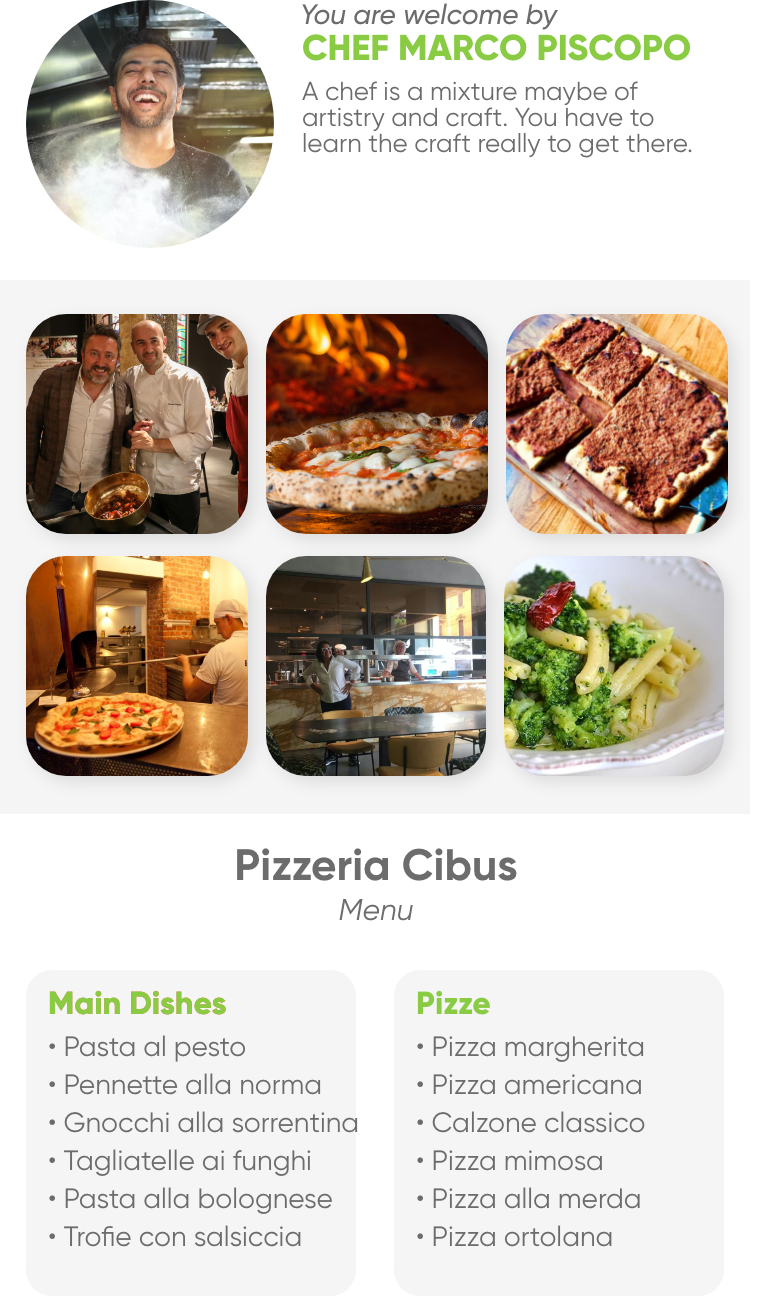 You are welcome by
CHEF MARCO PISCOPO
A chef is a mixture maybe of
artistry and craft. You have to
learn the craft really to get there.
Pizzeria Cibus
Menu
Main Dishes
• Pasta al pesto
• Pennette alla norma
• Gnocchi alla sorrentina
• Tagliatelle ai funghi
• Pasta alla bolognese
• Trofie con salsiccia
Pizze
• Pizza margherita
• Pizza americana
• Calzone classico
• Pizza mimosa
• Pizza alla merda
• Pizza ortolana